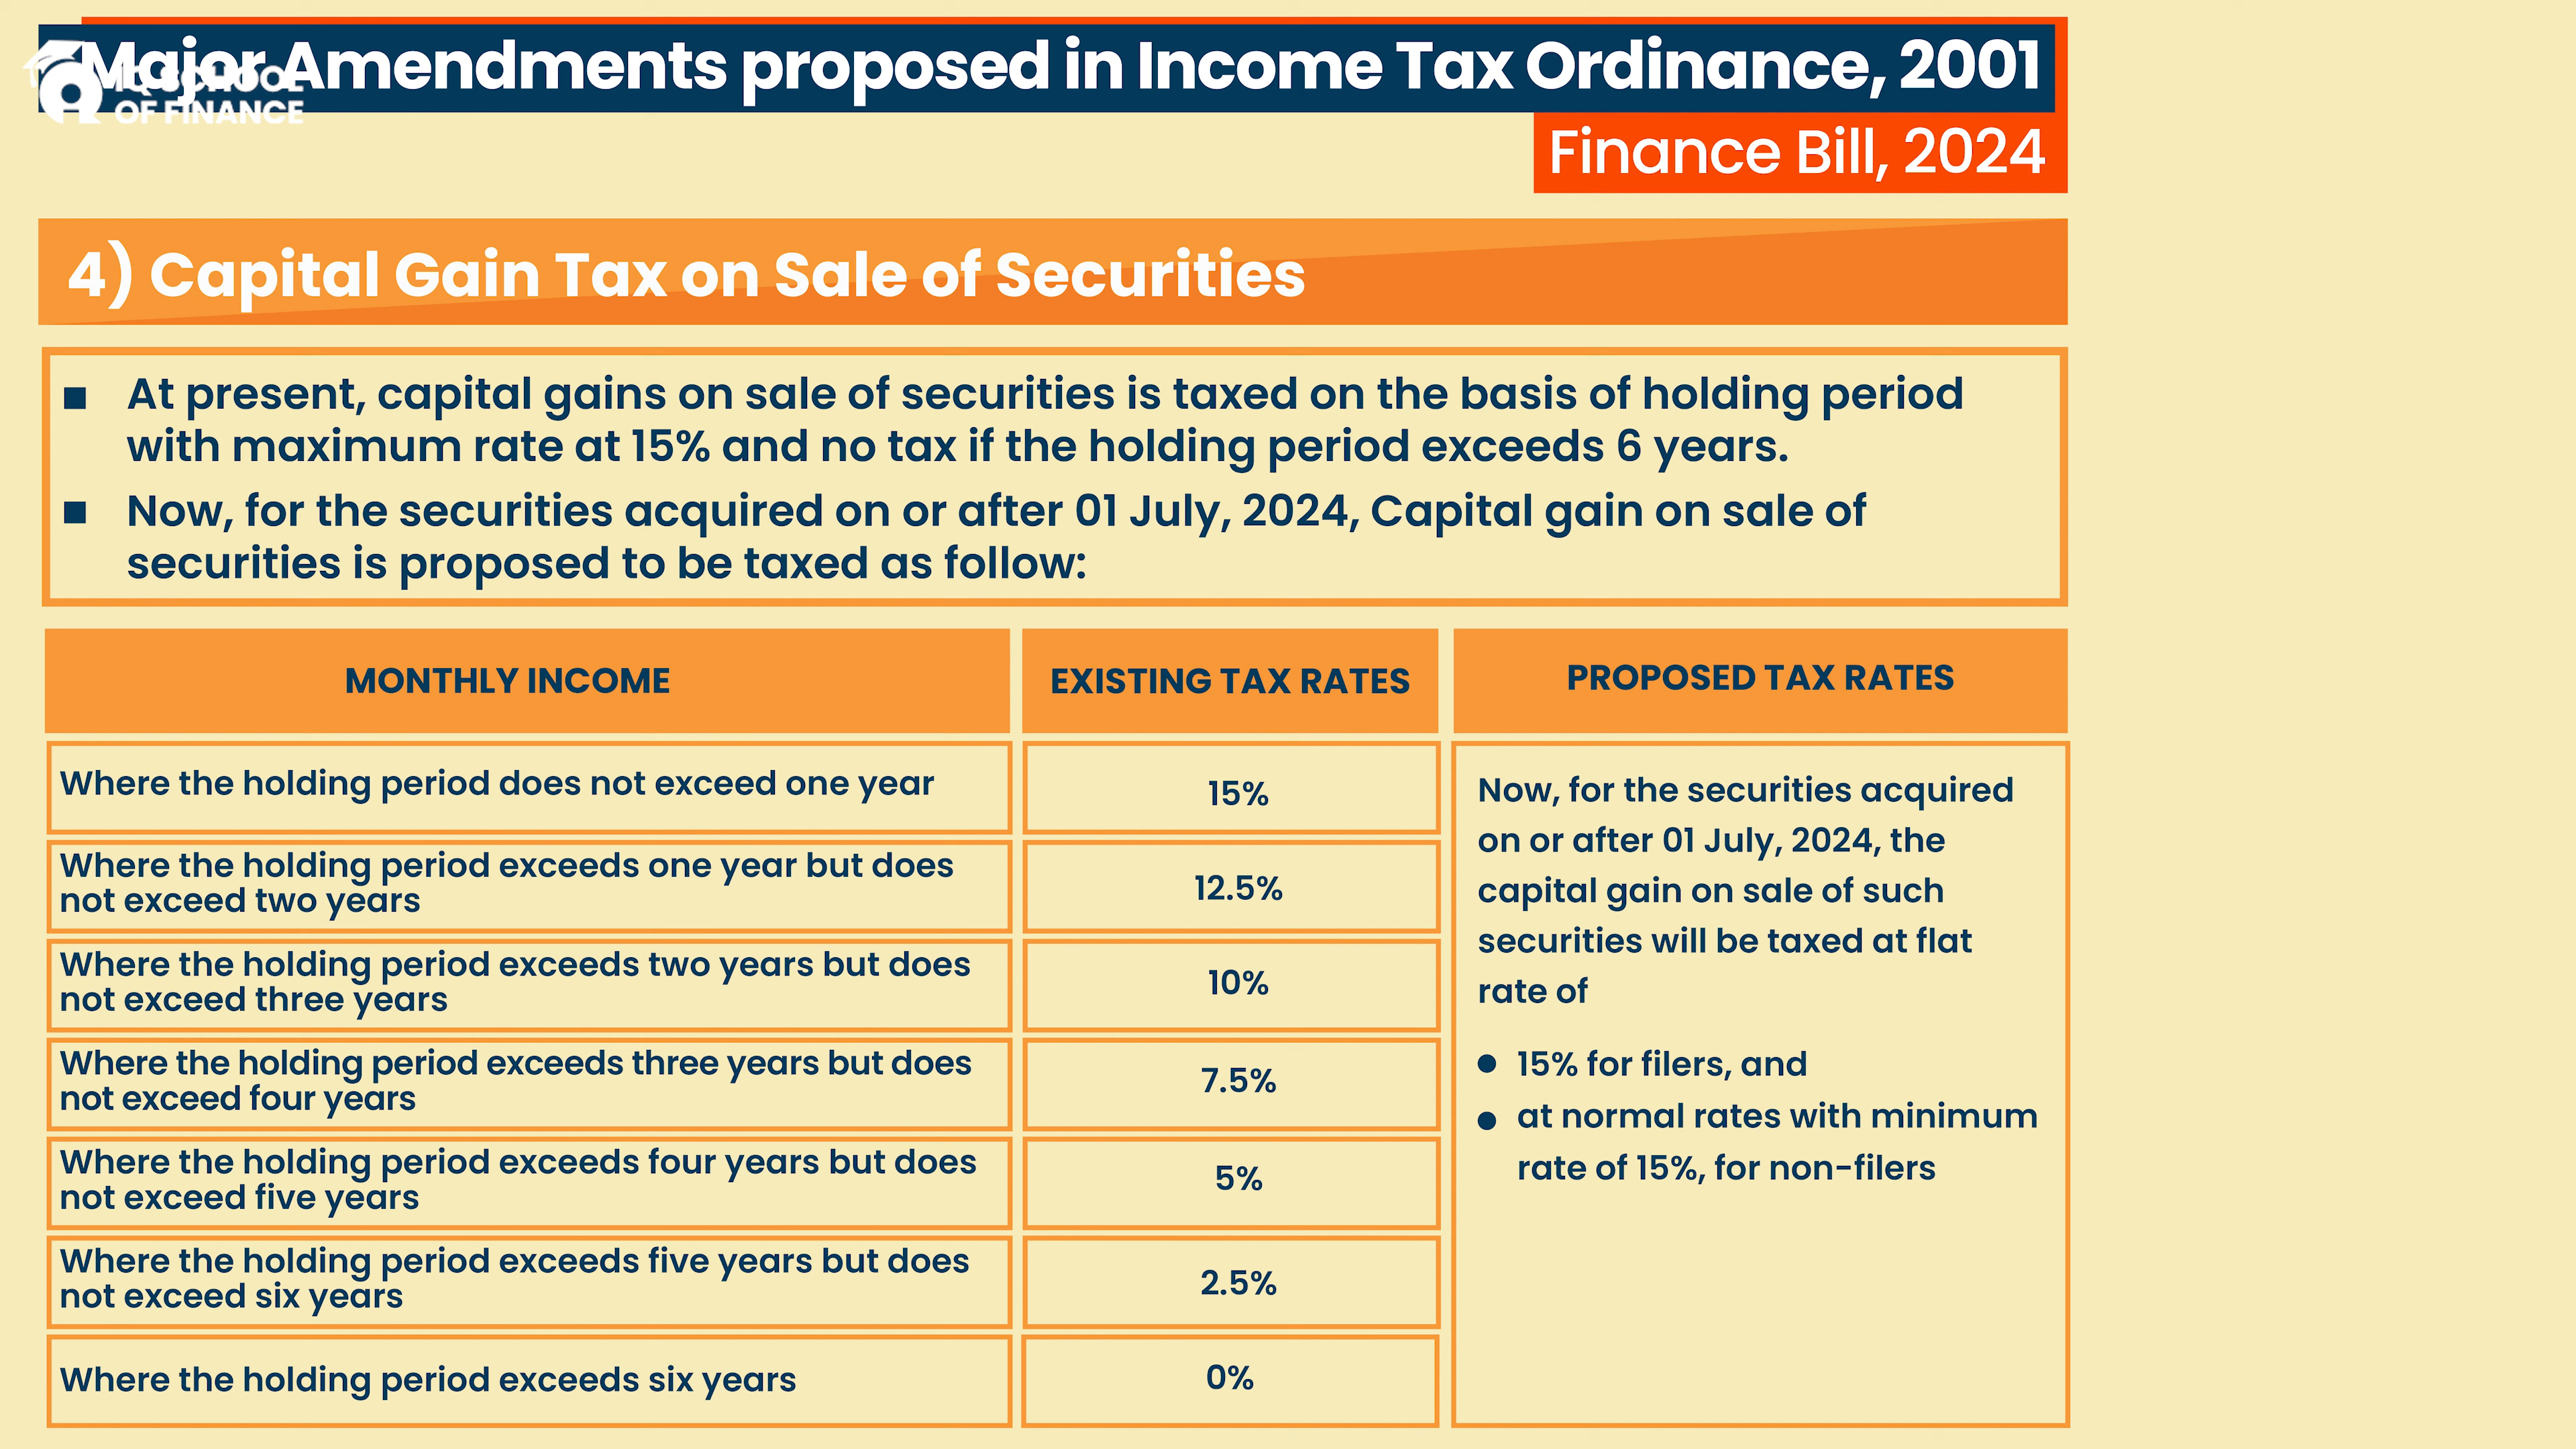 Major Amendments proposed in Income Tax Ordinance, 2001
IQ SCHOOL
OF FINANCE
Finance Bill, 2024
4) Capital Gain Tax on Sale of Securities
■ At present, capital gains on sale of securities is taxed on the basis of holding period
with maximum rate at 15% and no tax if the holding period exceeds 6 years.
■ Now, for the securities acquired on or after 01 July, 2024, Capital gain on sale of
securities is proposed to be taxed as follow:
MONTHLY INCOME
EXISTING TAX RATES
PROPOSED TAX RATES
Where the holding period does not exceed one year
15%
Where the holding period exceeds one year but does
not exceed two years
12.5%
Where the holding period exceeds two years but does
not exceed three years
10%
Where the holding period exceeds three years but does
not exceed four years
7.5%
Where the holding period exceeds four years but does
not exceed five years
5%
Where the holding period exceeds five years but does
not exceed six years
2.5%
Where the holding period exceeds six years
0%
Now, for the securities acquired
on or after 01 July, 2024, the
capital gain on sale of such
securities will be taxed at flat
rate of
● 15% for filers, and
● at normal rates with minimum
rate of 15%, for non-filers